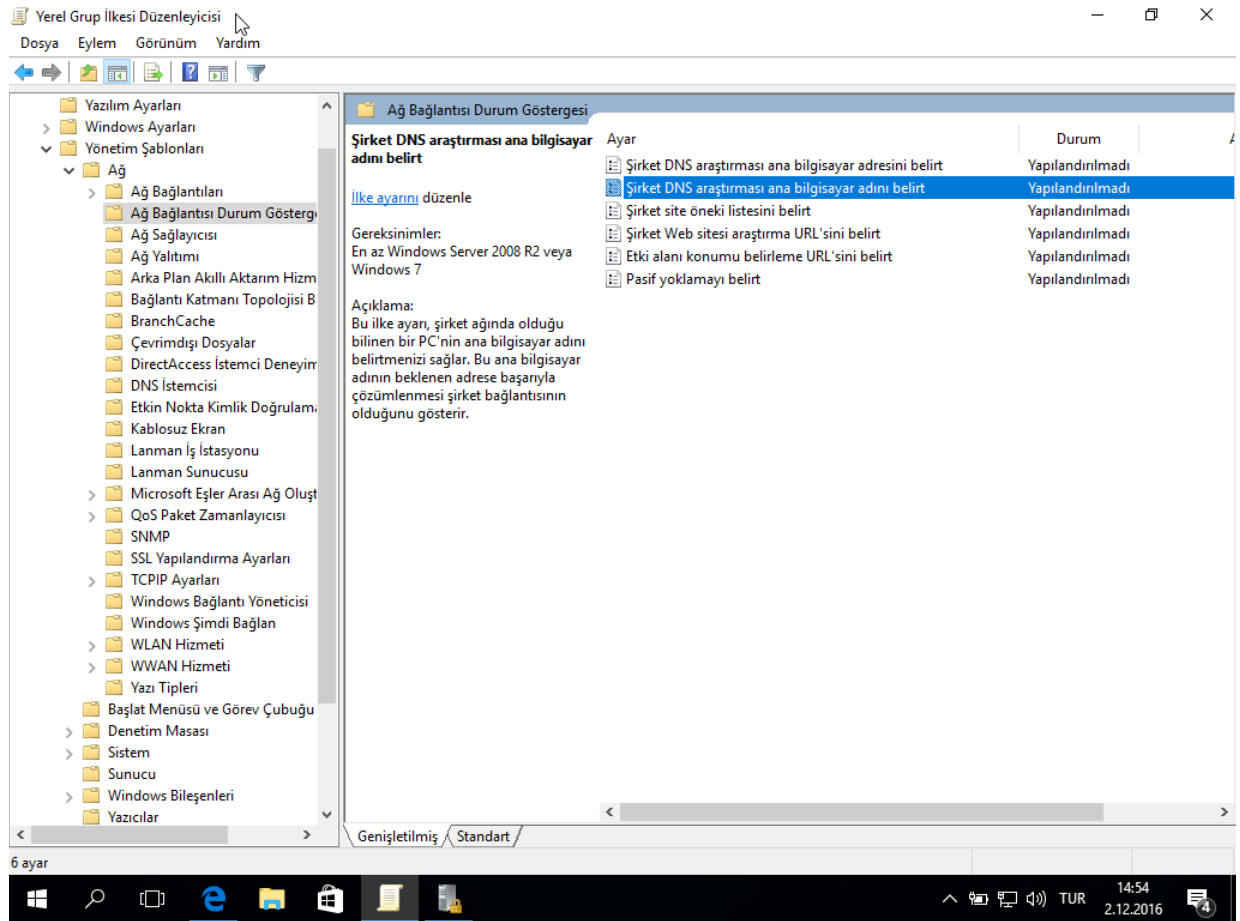 Yerel Grup İlkesi Düzenleyicisi
Dosya Eylem Görünüm Yardım
Yazılım Ayarları
Windows Ayarları
Yönetim Şablonları
Ağ
Ağ Bağlantıları
Ağ Bağlantısı Durum Gösterge
Ağ Sağlayıcısı
Ağ Yalıtımı
Arka Plan Akıllı Aktarım Hizm
Bağlantı Katmanı Topolojisi B
BranchCache
Çevrimdışı Dosyalar
DirectAccess İstemci Deneyim
DNS İstemcisi
Etkin Nokta Kimlik Doğrulama
Kablosuz Ekran
Lanman İş İstasyonu
Lanman Sunucusu
Microsoft Eşler Arası Ağ Oluşt
QoS Paket Zamanlayıcısı
SNMP
SSL Yapılandırma Ayarları
TCPIP Ayarları
Windows Bağlantı Yöneticisi
Windows Şimdi Bağlan
WLAN Hizmeti
WWAN Hizmeti
Yazı Tipleri
Başlat Menüsü ve Görev Çubuğu
Denetim Masası
Sistem
Sunucu
Windows Bileşenleri
Yazıcılar
Ağ Bağlantısı Durum Göstergesi
Şirket DNS araştırması ana bilgisayar
adını belirt
İlke ayarını düzenle
Gereksinimler:
En az Windows Server 2008 R2 veya
Windows 7
Açıklama:
Bu ilke ayarı, şirket ağında olduğu
bilinen bir PC'nin ana bilgisayar adını
belirtmenizi sağlar. Bu ana bilgisayar
adının beklenen adrese başarıyla
çözümlenmesi şirket bağlantısının
olduğunu gösterir.
Ayar Durum
Şirket DNS araştırması ana bilgisayar adresini belirt Yapılandırılmadı
Şirket DNS araştırması ana bilgisayar adını belirt Yapılandırılmadı
Şirket site öneki listesini belirt Yapılandırılmadı
Şirket Web sitesi araştırma URL'sini belirt Yapılandırılmadı
Etki alanı konumu belirleme URL'sini belirt Yapılandırılmadı
Pasif yoklamayı belirt Yapılandırılmadı
Genişletilmiş Standart
6 ayar
TUR
14:54
2.12.2016
4